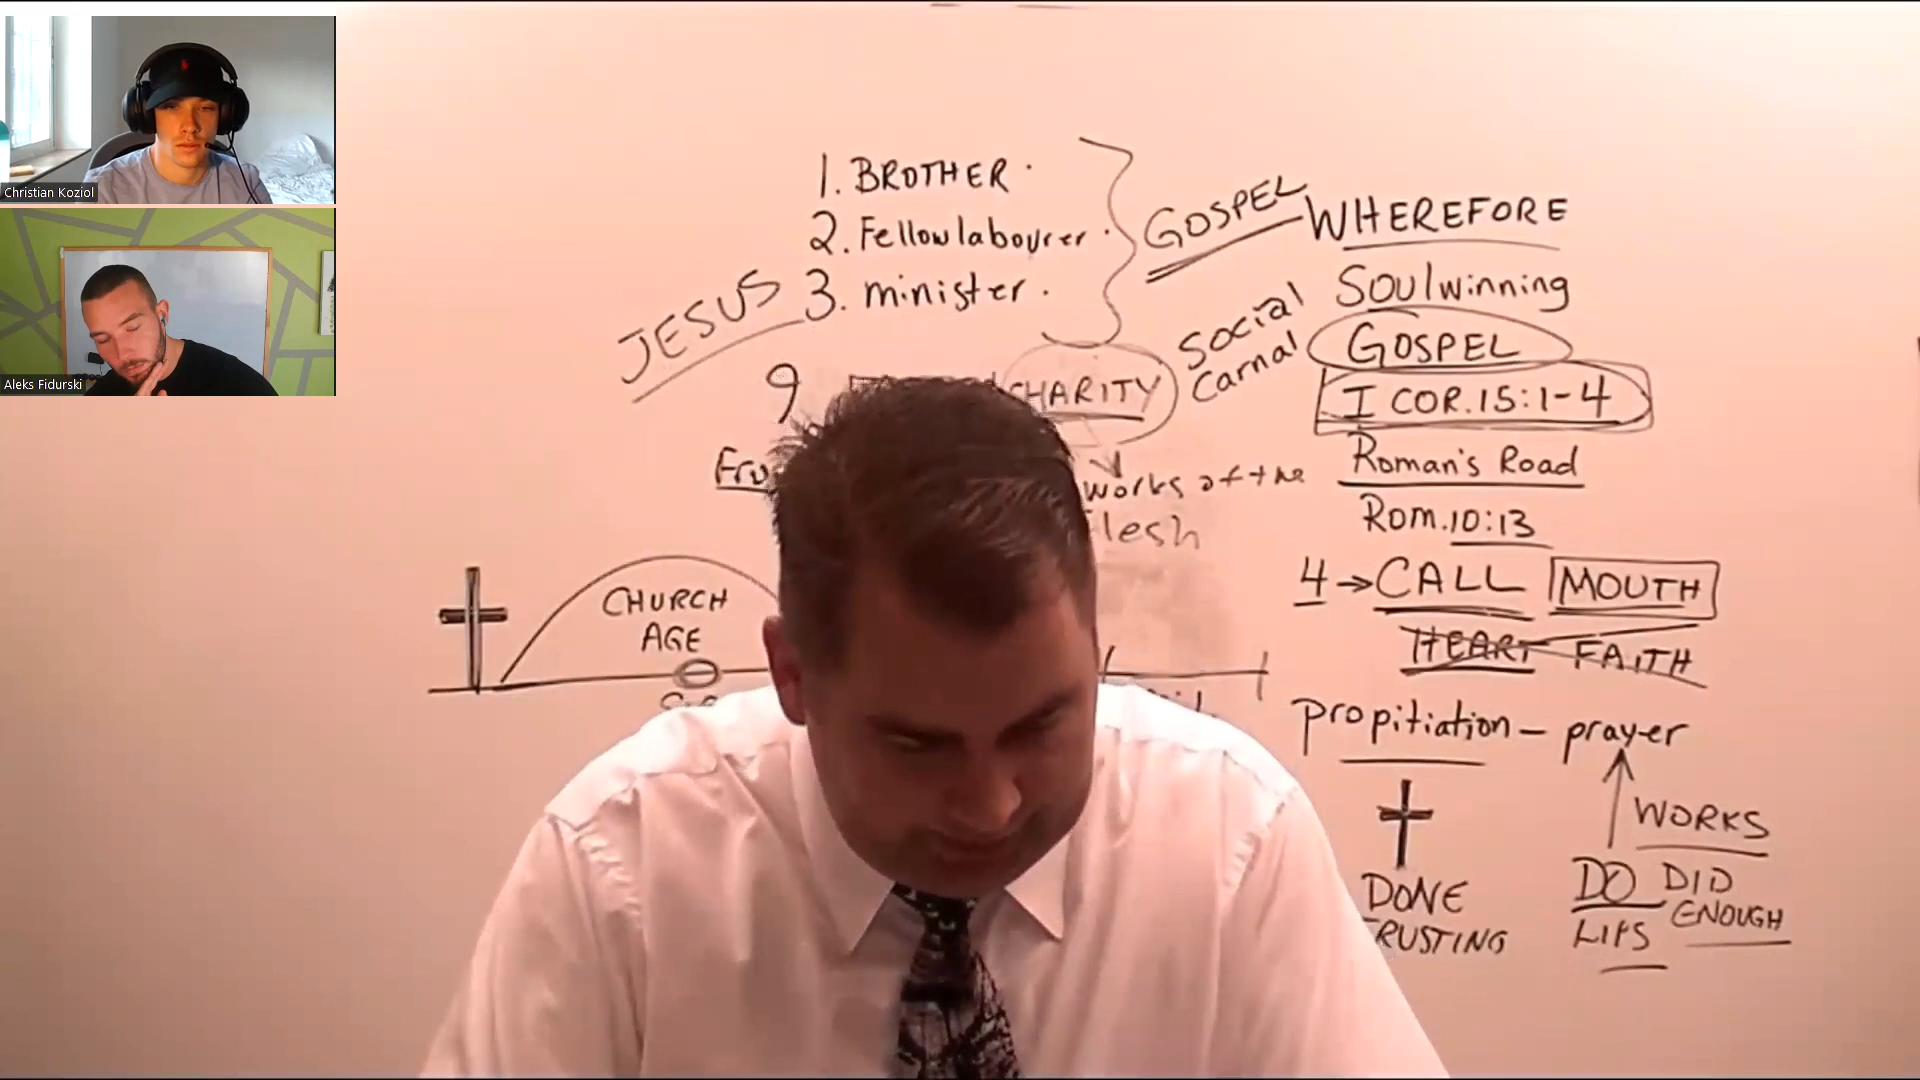 Christian Koziol
Aleks Fidurski
1. BROTHER.
2. Fellowlabourer.
3. minister.
JESUS
GOSPEL
WHEREFORE
Soulwinning
GOSPEL
I COR.15:1-4
Roman's Road
Rom.10:13
4 → CALL MOUTH
HEART FAITH
propitiation - prayer
WORKS
DONE
TRUSTING
DO DID
ENOUGH
LIPS
Social
Carnal
9
CHARITY
works of the
flesh
CHURCH
AGE